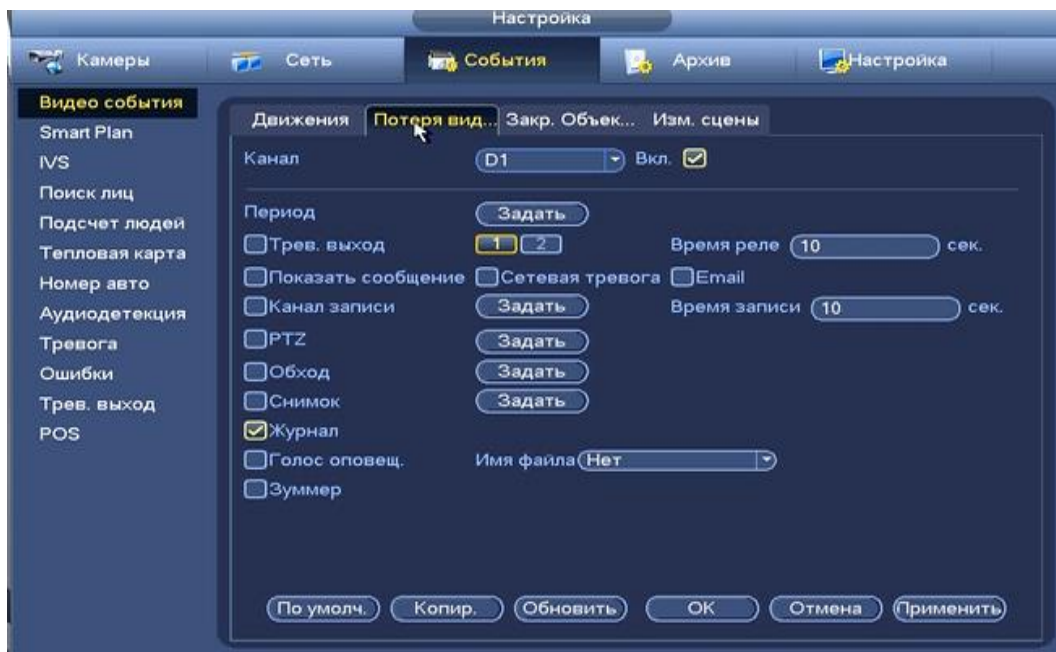 Настройка
Камеры Сеть События Архив Настройка
Видео события
Smart Plan
IVS
Поиск лиц
Подсчет людей
Тепловая карта
Номер авто
Аудиодетекция
Тревога
Ошибки
Трев. выход
POS
Движения Потеря вид... Закр. Объек... Изм. сцены
Канал D1 Вкл.
Период Задать
Трев. выход 1 2 Время реле 10 сек.
Показать сообщение Сетевая тревога Email
Канал записи Задать Время записи 10 сек.
PTZ Задать
Обход Задать
Снимок Задать
Журнал
Голос оповещ. Имя файла Нет
Зуммер
По умолч. Копир. Обновить OK Отмена Применить